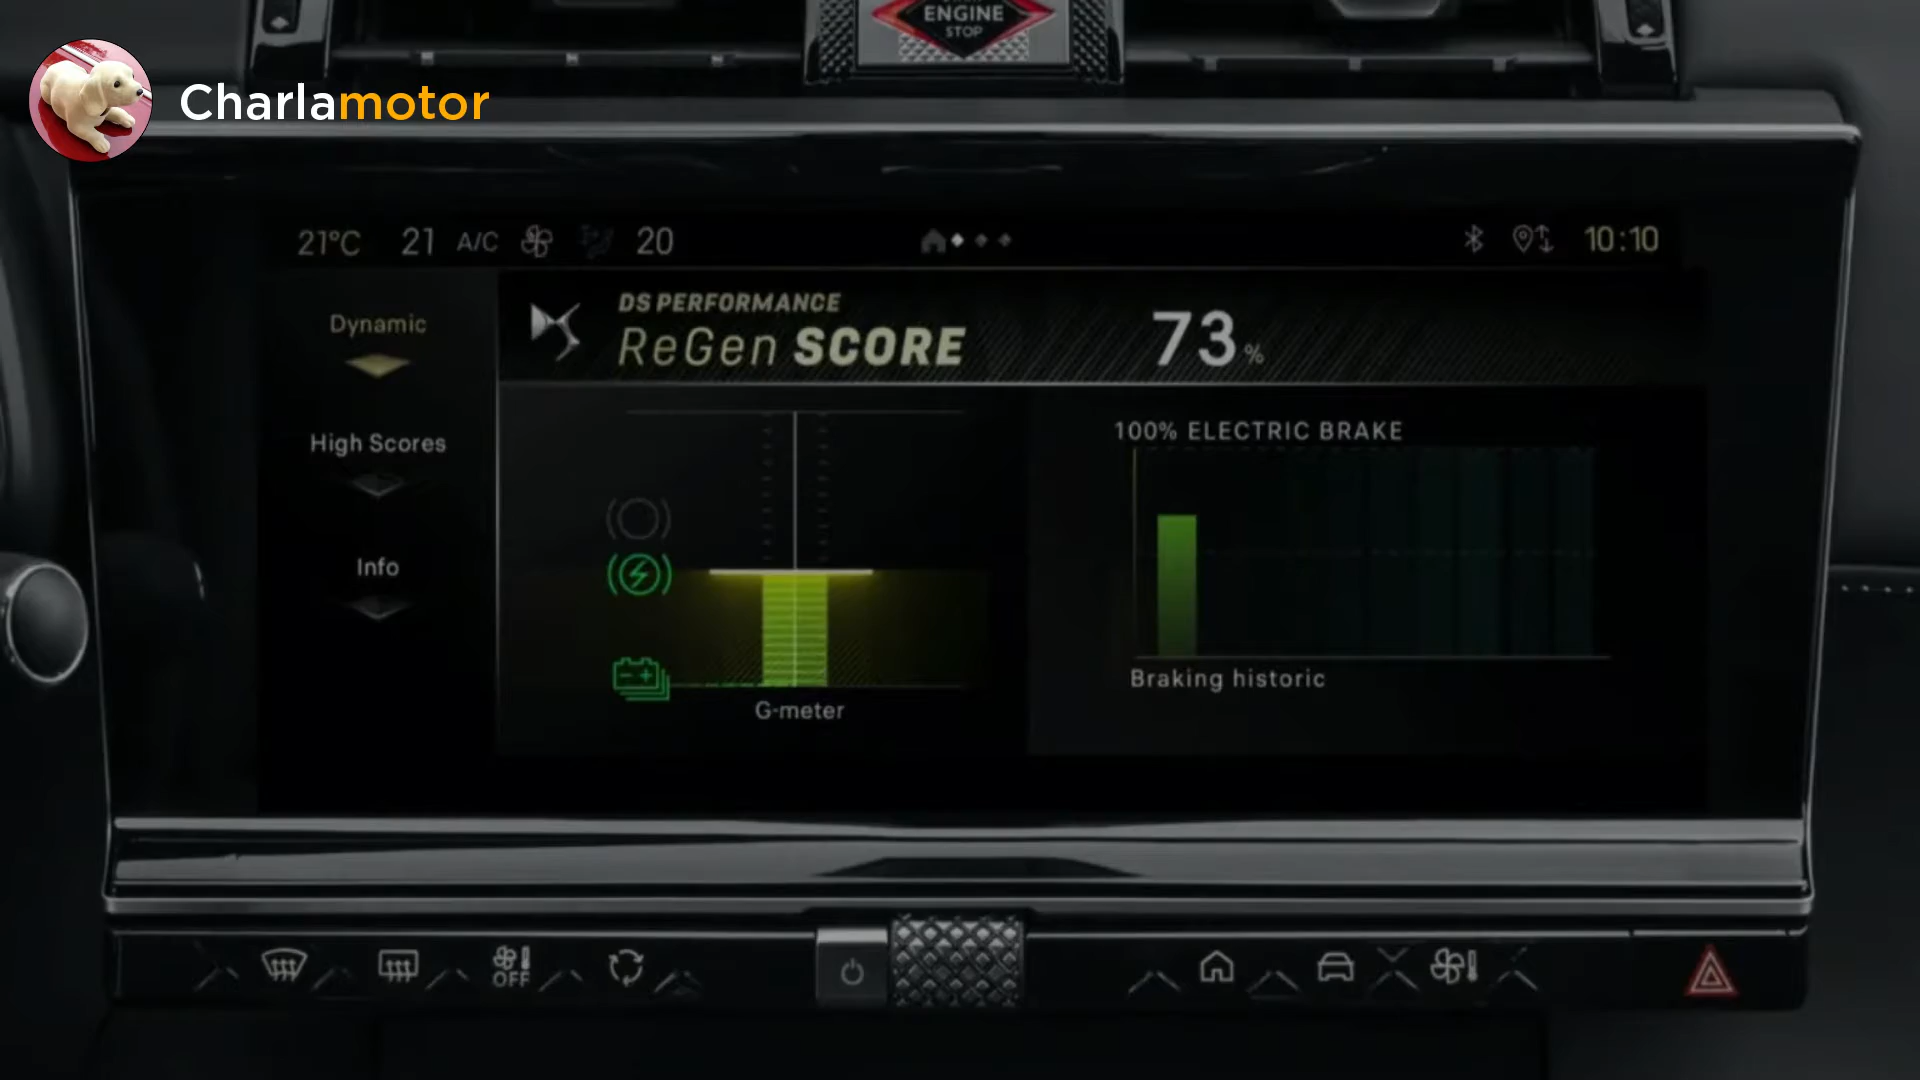 ENGINE
STOP
Charlamotor
21°C 21 A/C 20 10:10
Dynamic
High Scores
Info
DS PERFORMANCE
ReGen SCORE
73 %
100% ELECTRIC BRAKE
Braking historic
G-meter
OFF